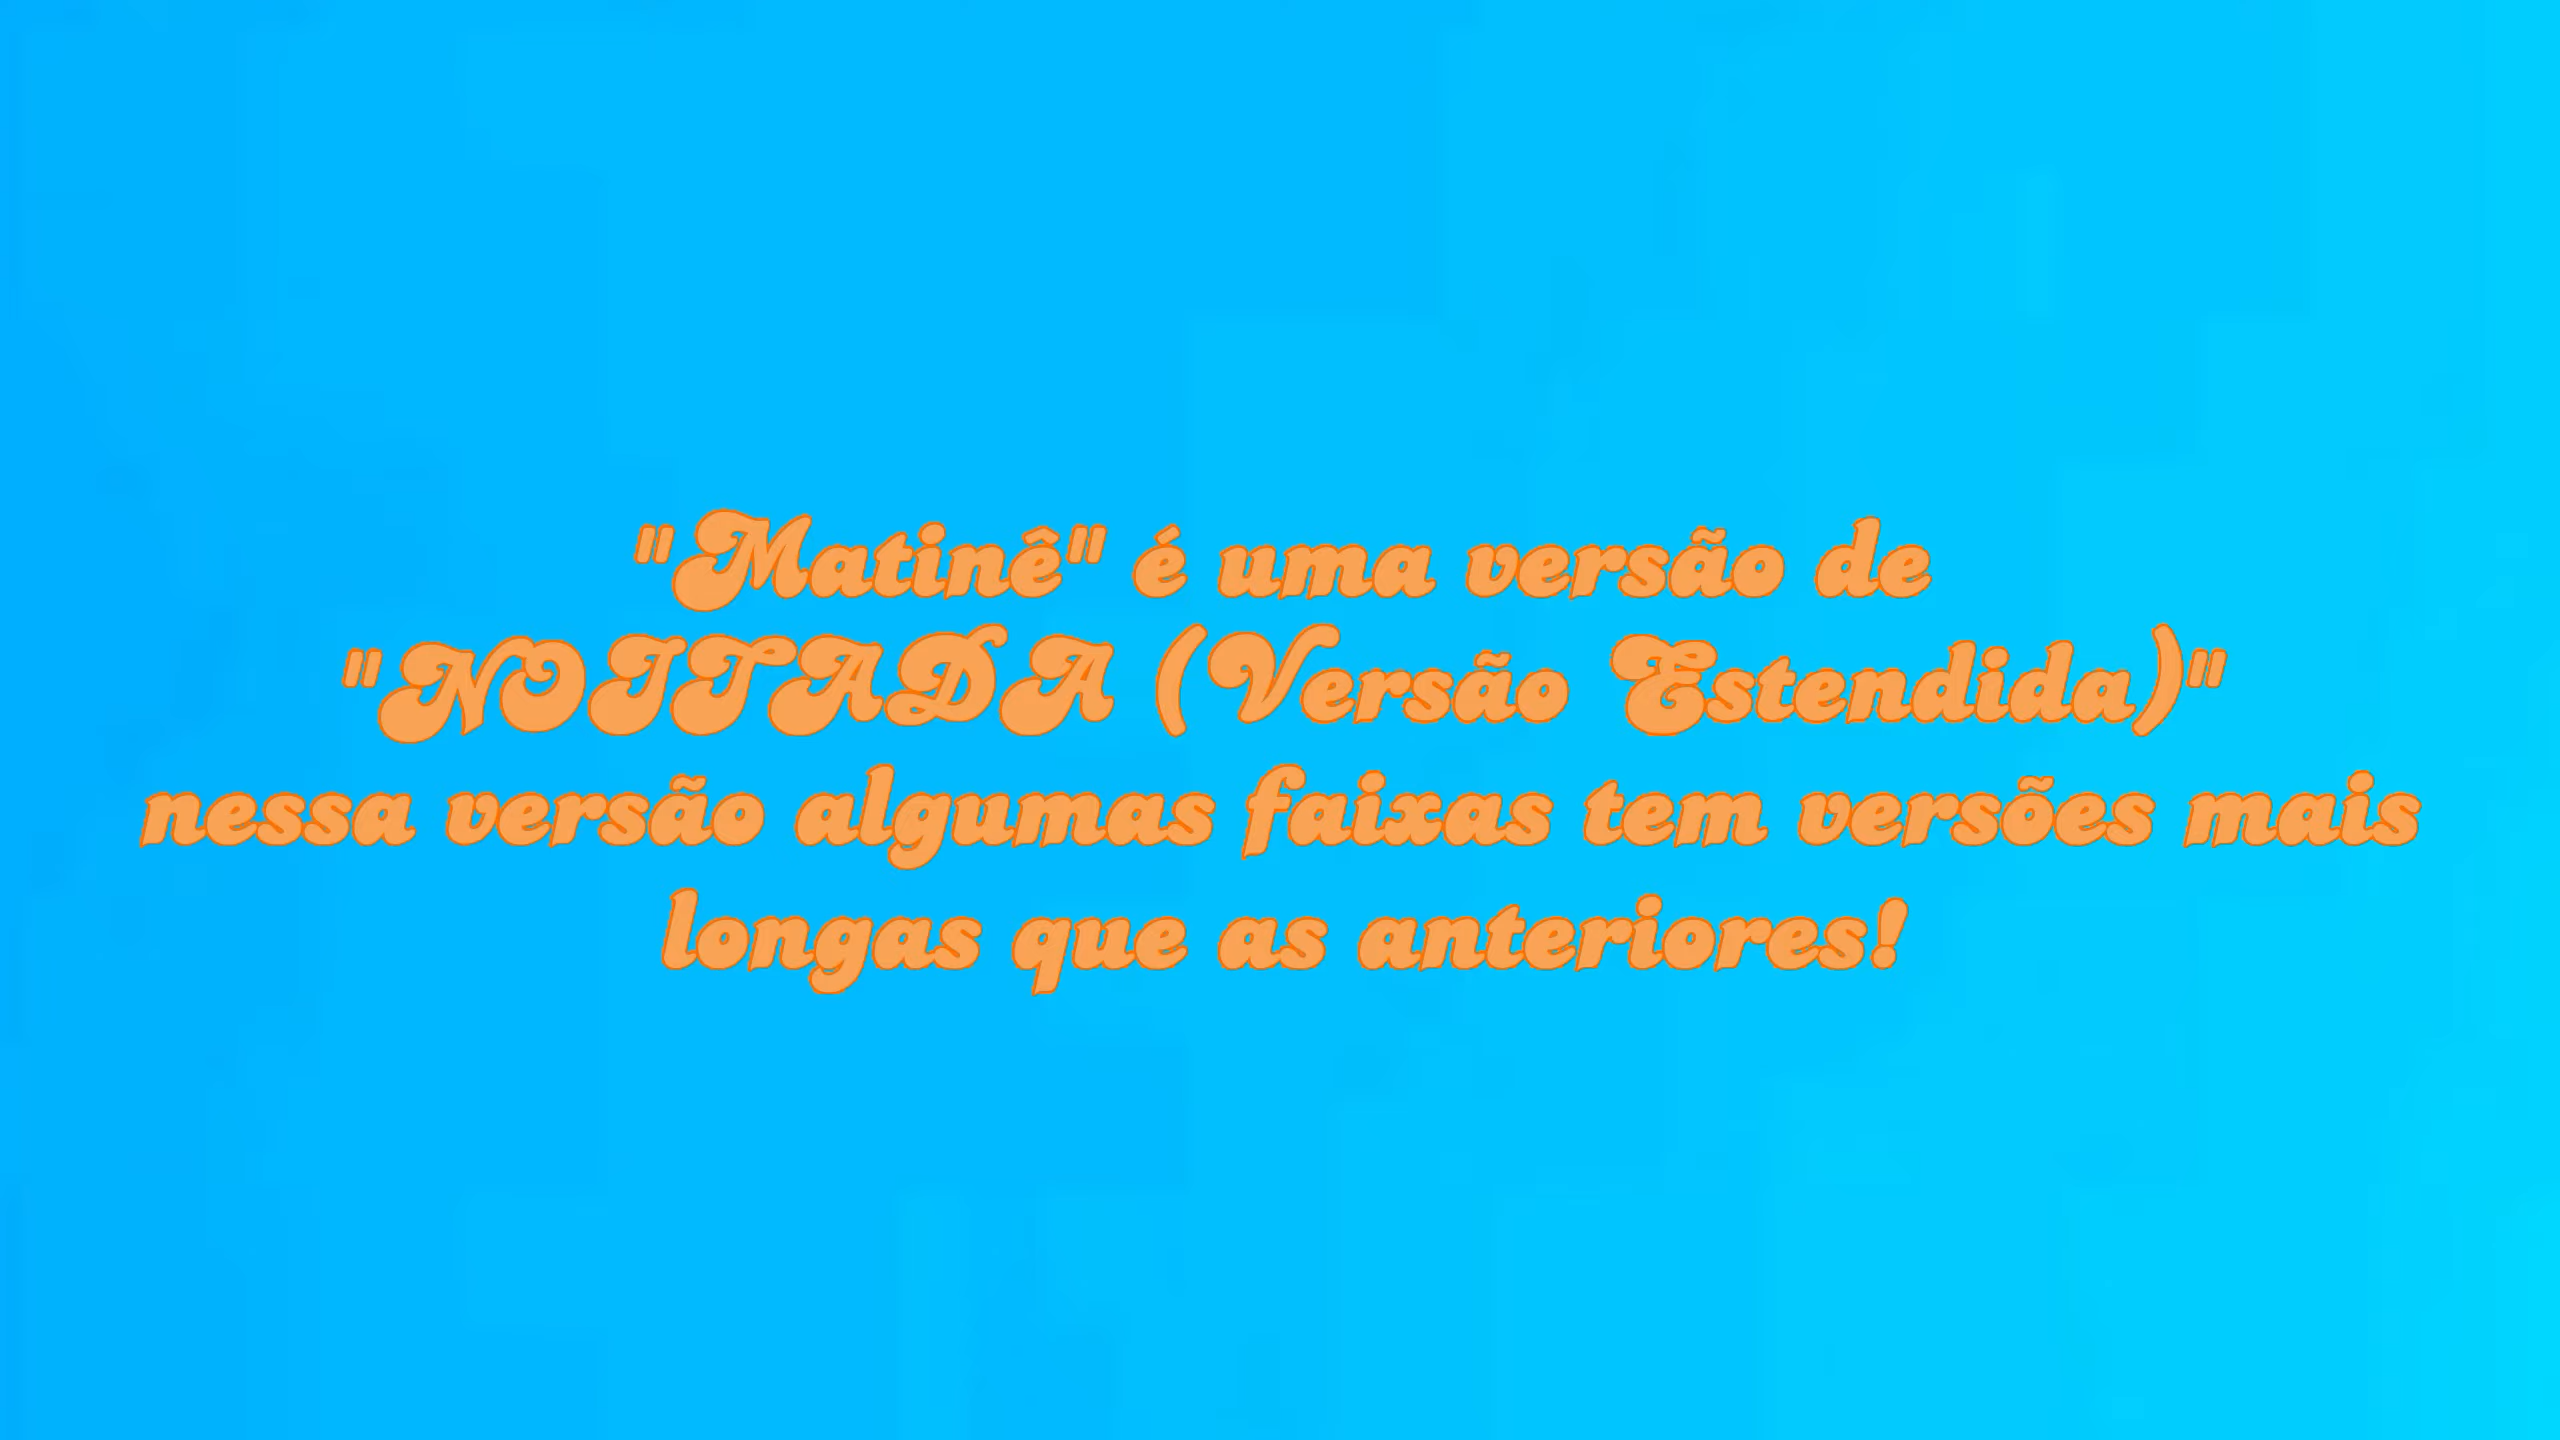 "Matinê" é uma versão de
"NOITADA (Versão Estendida)"
nessa versão algumas faixas tem versões mais
longas que as anteriores!